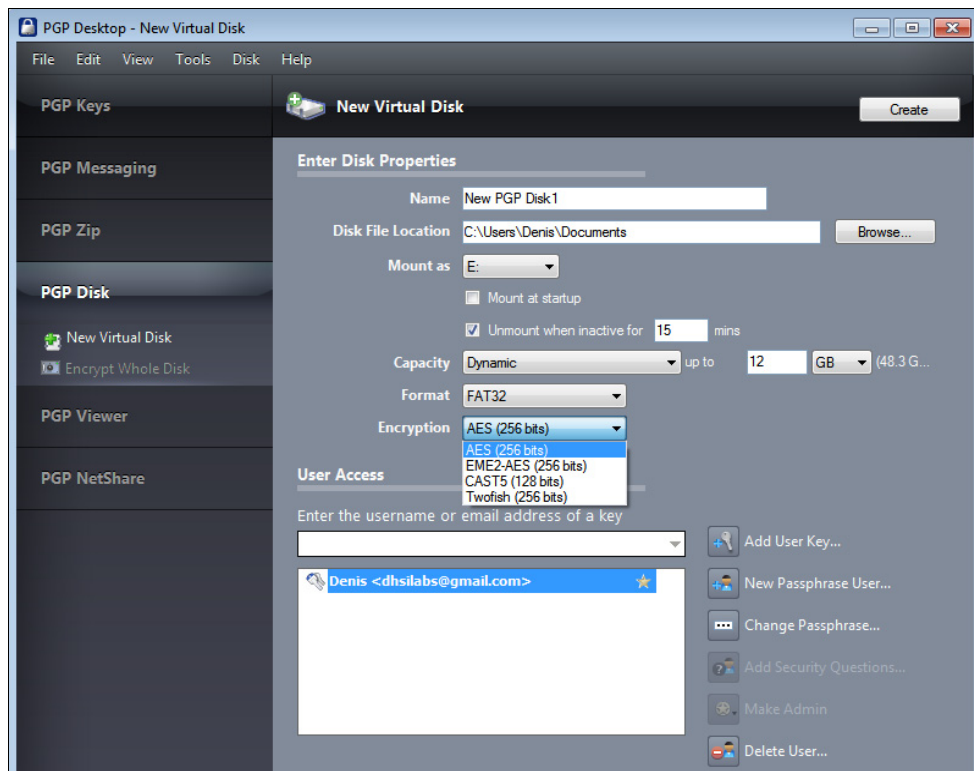 PGP Desktop - New Virtual Disk
File Edit View Tools Disk Help
PGP Keys
New Virtual Disk
Create
PGP Messaging
PGP Zip
PGP Disk
New Virtual Disk
Encrypt Whole Disk
PGP Viewer
PGP NetShare
Enter Disk Properties
Name New PGP Disk1
Disk File Location C:\Users\Denis\Documents Browse...
Mount as E:
Mount at startup
Unmount when inactive for 15 mins
Capacity Dynamic up to 12 GB (48.3 G...
Format FAT32
Encryption AES (256 bits)
AES (256 bits)
EME2-AES (256 bits)
CAST5 (128 bits)
Twofish (256 bits)
User Access
Enter the username or email address of a key
Denis <dhsilabs@gmail.com>
Add User Key...
New Passphrase User...
Change Passphrase...
Add Security Questions...
Make Admin
Delete User...